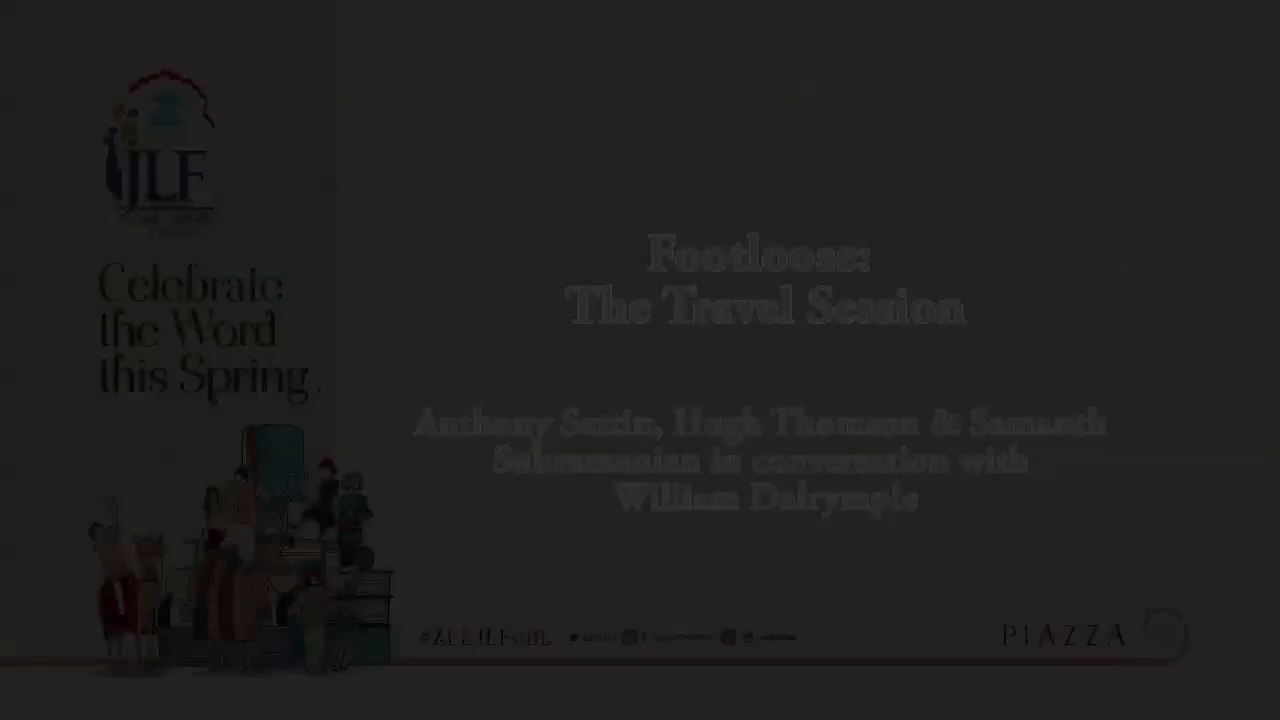 JLF
Celebrate
the Word
this Spring.
Footloose:
The Travel Session
Anthony Sattin, Hugh Thomson & Samanth
Subramanian in conversation with
William Dalrymple
PIAZZA